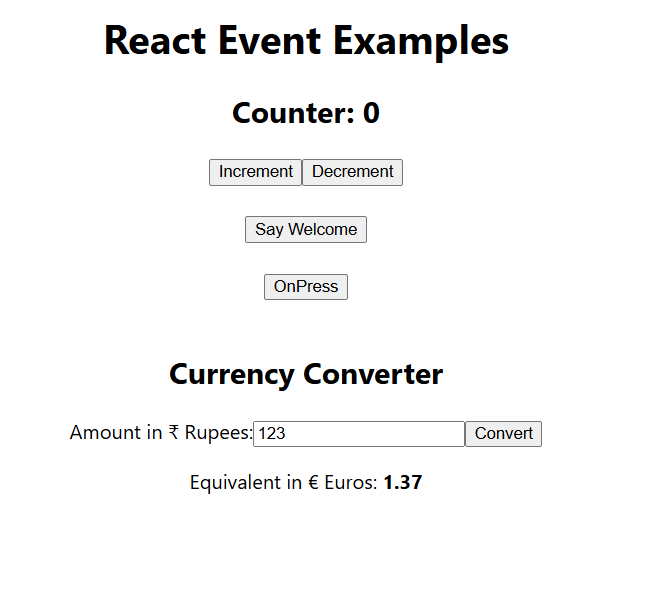 React Event Examples
Counter: 0
Increment Decrement
Say Welcome
OnPress
Currency Converter
Amount in ₹ Rupees: 123 Convert
Equivalent in € Euros: 1.37